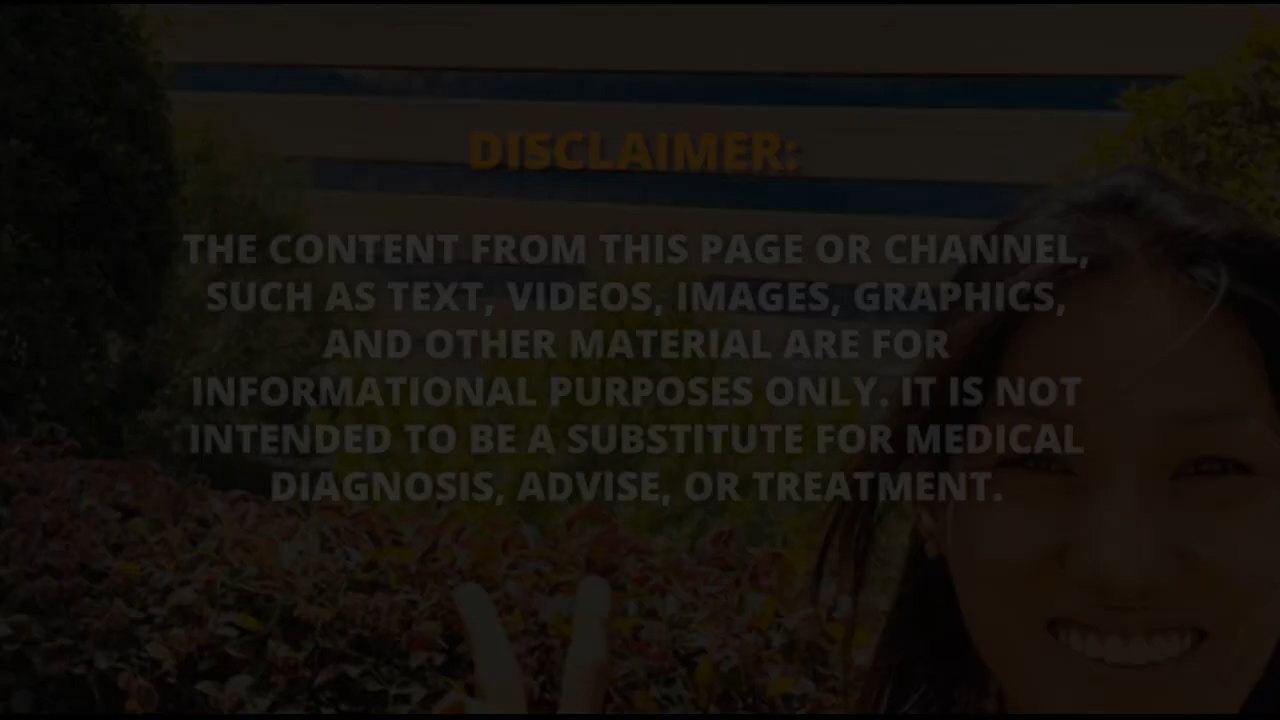 DISCLAIMER:
THE CONTENT FROM THIS PAGE OR CHANNEL,
SUCH AS TEXT, VIDEOS, IMAGES, GRAPHICS,
AND OTHER MATERIAL ARE FOR
INFORMATIONAL PURPOSES ONLY. IT IS NOT
INTENDED TO BE A SUBSTITUTE FOR MEDICAL
DIAGNOSIS, ADVISE, OR TREATMENT.